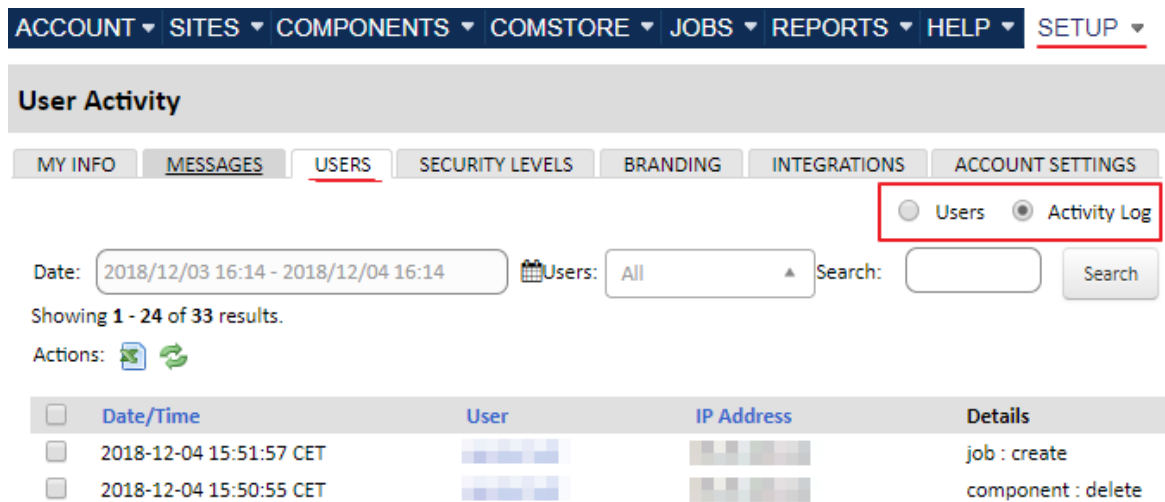 ACCOUNT SITES COMPONENTS COMSTORE JOBS REPORTS HELP SETUP
User Activity
MY INFO MESSAGES USERS SECURITY LEVELS BRANDING INTEGRATIONS ACCOUNT SETTINGS
Users Activity Log
Date: 2018/12/03 16:14 - 2018/12/04 16:14 Users: All Search: Search
Showing 1 - 24 of 33 results.
Actions:
Date/Time User IP Address Details
2018-12-04 15:51:57 CET job : create
2018-12-04 15:50:55 CET component : delete